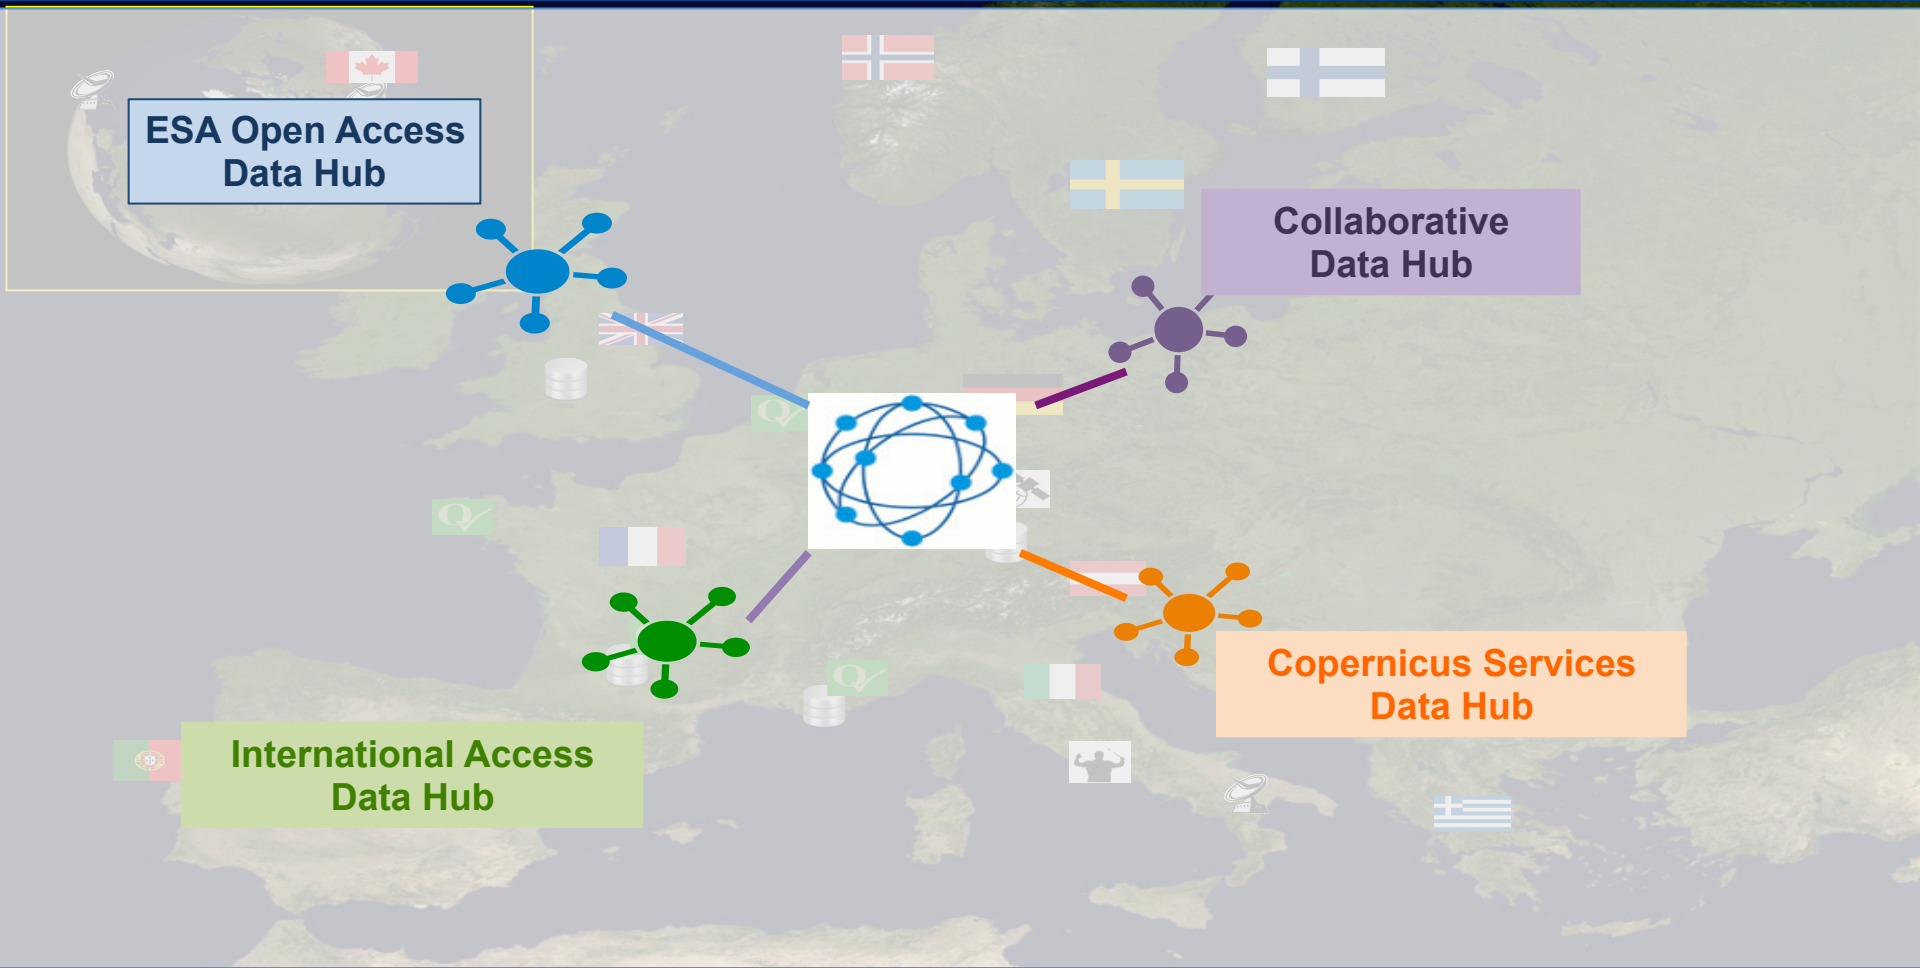 ESA Open Access
Data Hub
Collaborative
Data Hub
Q
Q
Copernicus Services
Data Hub
Q
International Access
Data Hub